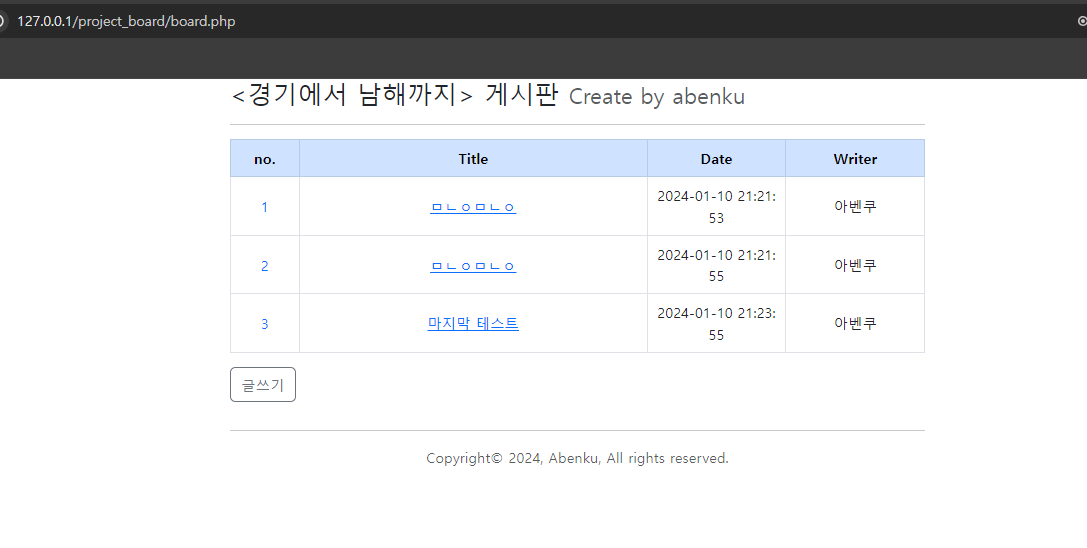 127.0.0.1/project_board/board.php
<경기에서 남해까지> 게시판 Create by abenku
no. Title Date Writer
1 ㅁㄴㅇㅁㄴㅇ 2024-01-10 21:21:
53 아벤쿠
2 ㅁㄴㅇㅁㄴㅇ 2024-01-10 21:21:
55 아벤쿠
3 마지막 테스트 2024-01-10 21:23:
55 아벤쿠
글쓰기
Copyright© 2024, Abenku, All rights reserved.